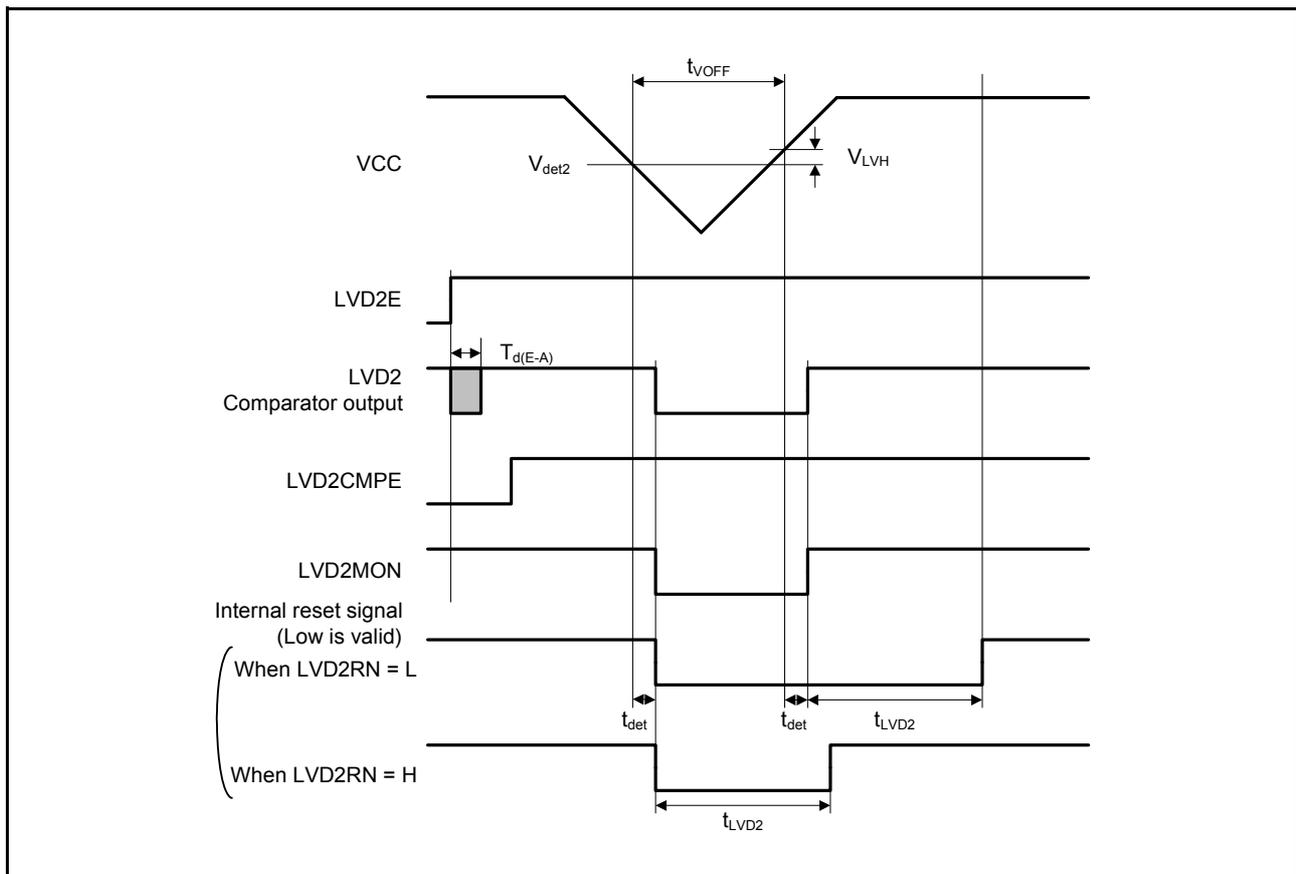 tVOFF
VCC
Vdet2
VLVH
LVD2E
Td(E-A)
LVD2
Comparator output
LVD2CMPE
LVD2MON
Internal reset signal
(Low is valid)
When LVD2RN = L
tdet
tdet
tLVD2
When LVD2RN = H
tLVD2